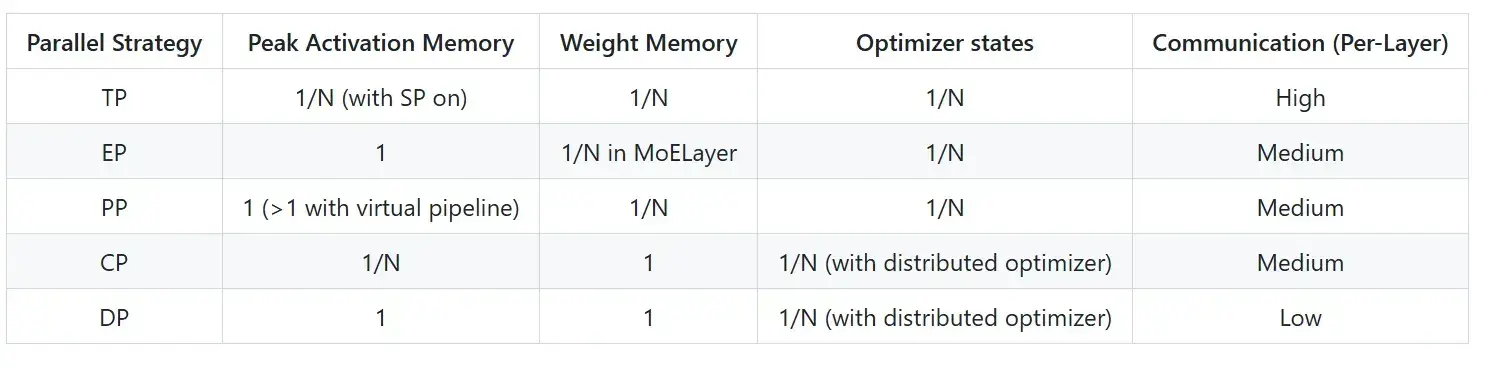 Parallel Strategy Peak Activation Memory Weight Memory Optimizer states Communication (Per-Layer)
TP 1/N (with SP on) 1/N 1/N High
EP 1 1/N in MoELayer 1/N Medium
PP 1 (>1 with virtual pipeline) 1/N 1/N Medium
CP 1/N 1 1/N (with distributed optimizer) Medium
DP 1 1 1/N (with distributed optimizer) Low